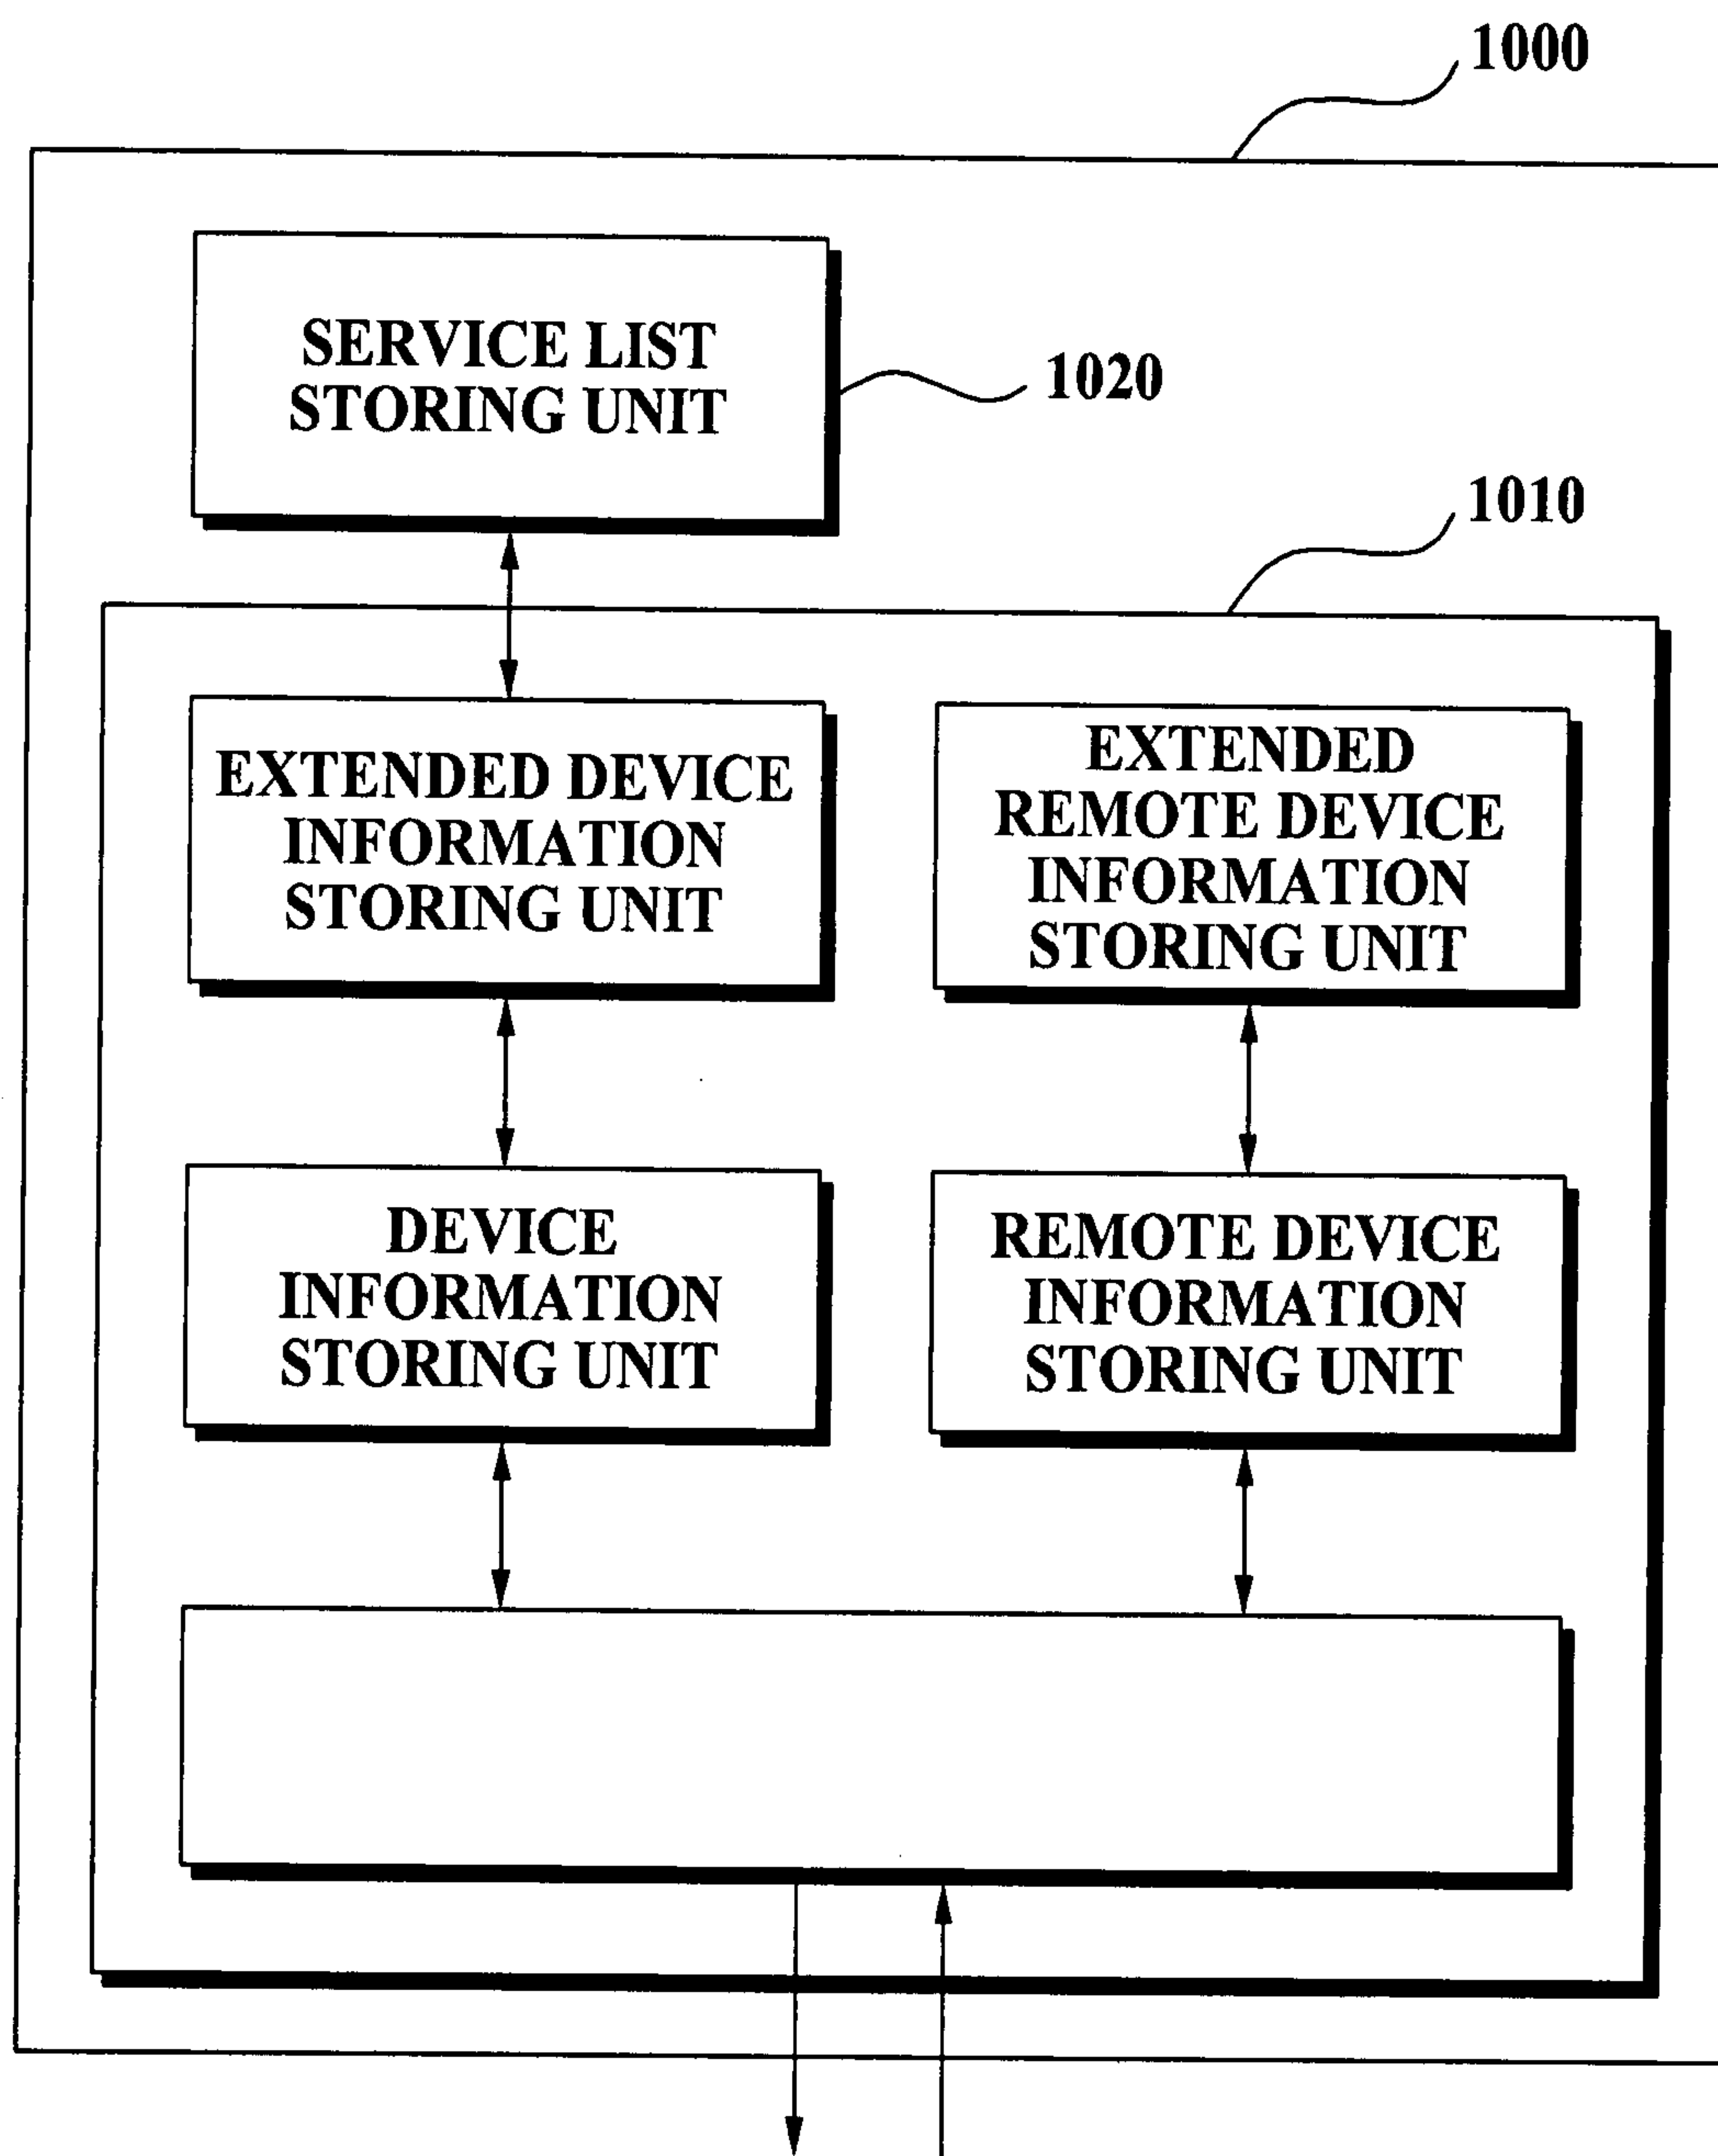 1000
SERVICE LIST
STORING UNIT
1020
1010
EXTENDED DEVICE
INFORMATION
STORING UNIT
EXTENDED
REMOTE DEVICE
INFORMATION
STORING UNIT
DEVICE
INFORMATION
STORING UNIT
REMOTE DEVICE
INFORMATION
STORING UNIT